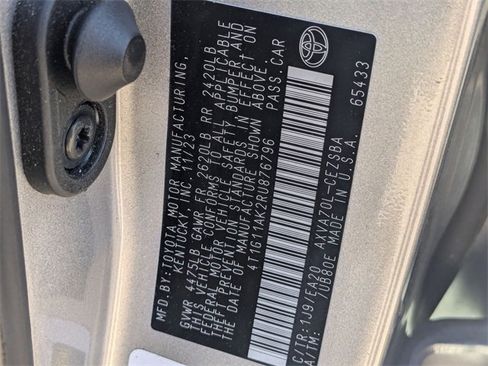 MFD BY: TOYOTA MOTOR MANUFACTURING,
KENTUCKY, INC. 11/23
GVWR 4475LB GAWR FR 2620LB RR 2420LB
THIS VEHICLE CONFORMS TO ALL APPLICABLE
FEDERAL MOTOR VEHICLE SAFETY, BUMPER, AND
THEFT PREVENTION STANDARDS IN EFFECT ON
THE DATE OF MANUFACTURE SHOWN ABOVE.
4T1G11AK2RU876796 PASS. CAR
C/TR: 1J9/EA20 AXVA70L-CEZSBA
A/TM: /UB80E MADE IN U.S.A.
65433